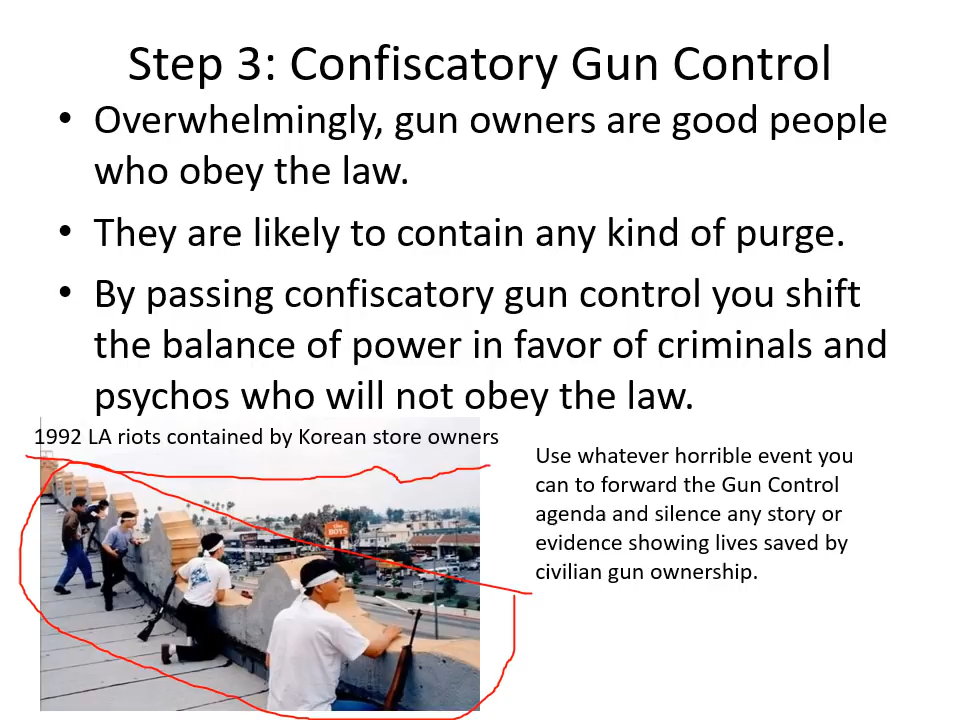 Step 3: Confiscatory Gun Control
• Overwhelmingly, gun owners are good people
who obey the law.
• They are likely to contain any kind of purge.
• By passing confiscatory gun control you shift
the balance of power in favor of criminals and
psychos who will not obey the law.
1992 LA riots contained by Korean store owners
Use whatever horrible event you
can to forward the Gun Control
agenda and silence any story or
evidence showing lives saved by
civilian gun ownership.